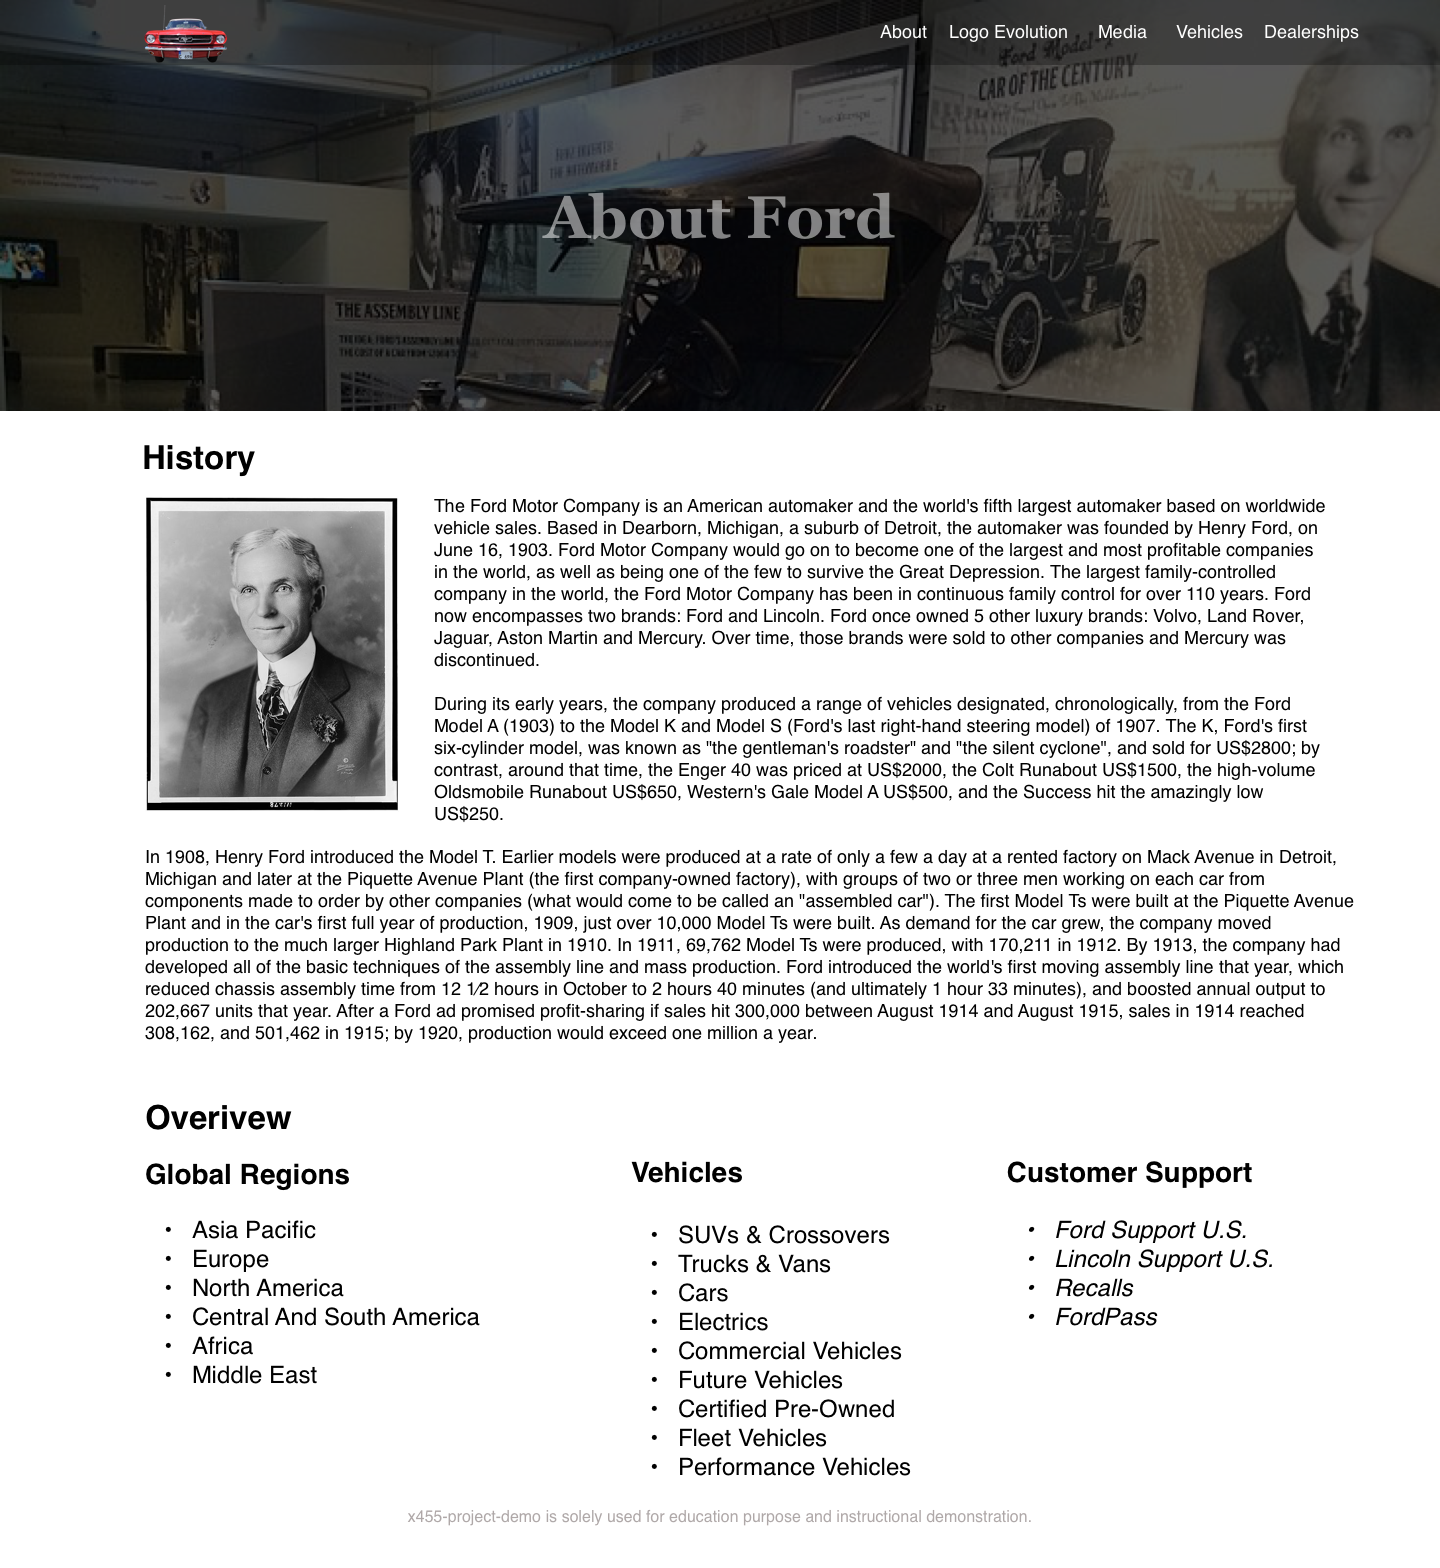 About Logo Evolution Media Vehicles Dealerships
Ford Model T
CAR OF THE CENTURY
About Ford
THE ASSEMBLY LINE
THE IDEA: FORD'S ASSEMBLY LINE
THE COST OF A CAR FROM
History
The Ford Motor Company is an American automaker and the world's fifth largest automaker based on worldwide
vehicle sales. Based in Dearborn, Michigan, a suburb of Detroit, the automaker was founded by Henry Ford, on
June 16, 1903. Ford Motor Company would go on to become one of the largest and most profitable companies
in the world, as well as being one of the few to survive the Great Depression. The largest family-controlled
company in the world, the Ford Motor Company has been in continuous family control for over 110 years. Ford
now encompasses two brands: Ford and Lincoln. Ford once owned 5 other luxury brands: Volvo, Land Rover,
Jaguar, Aston Martin and Mercury. Over time, those brands were sold to other companies and Mercury was
discontinued.
During its early years, the company produced a range of vehicles designated, chronologically, from the Ford
Model A (1903) to the Model K and Model S (Ford's last right-hand steering model) of 1907. The K, Ford's first
six-cylinder model, was known as "the gentleman's roadster" and "the silent cyclone", and sold for US$2800; by
contrast, around that time, the Enger 40 was priced at US$2000, the Colt Runabout US$1500, the high-volume
Oldsmobile Runabout US$650, Western's Gale Model A US$500, and the Success hit the amazingly low
US$250.
In 1908, Henry Ford introduced the Model T. Earlier models were produced at a rate of only a few a day at a rented factory on Mack Avenue in Detroit,
Michigan and later at the Piquette Avenue Plant (the first company-owned factory), with groups of two or three men working on each car from
components made to order by other companies (what would come to be called an "assembled car"). The first Model Ts were built at the Piquette Avenue
Plant and in the car's first full year of production, 1909, just over 10,000 Model Ts were built. As demand for the car grew, the company moved
production to the much larger Highland Park Plant in 1910. In 1911, 69,762 Model Ts were produced, with 170,211 in 1912. By 1913, the company had
developed all of the basic techniques of the assembly line and mass production. Ford introduced the world's first moving assembly line that year, which
reduced chassis assembly time from 12 1⁄2 hours in October to 2 hours 40 minutes (and ultimately 1 hour 33 minutes), and boosted annual output to
202,667 units that year. After a Ford ad promised profit-sharing if sales hit 300,000 between August 1914 and August 1915, sales in 1914 reached
308,162, and 501,462 in 1915; by 1920, production would exceed one million a year.
Overivew
Global Regions
• Asia Pacific
• Europe
• North America
• Central And South America
• Africa
• Middle East
Vehicles
• SUVs & Crossovers
• Trucks & Vans
• Cars
• Electrics
• Commercial Vehicles
• Future Vehicles
• Certified Pre-Owned
• Fleet Vehicles
• Performance Vehicles
Customer Support
• Ford Support U.S.
• Lincoln Support U.S.
• Recalls
• FordPass
x455-project-demo is solely used for education purpose and instructional demonstration.